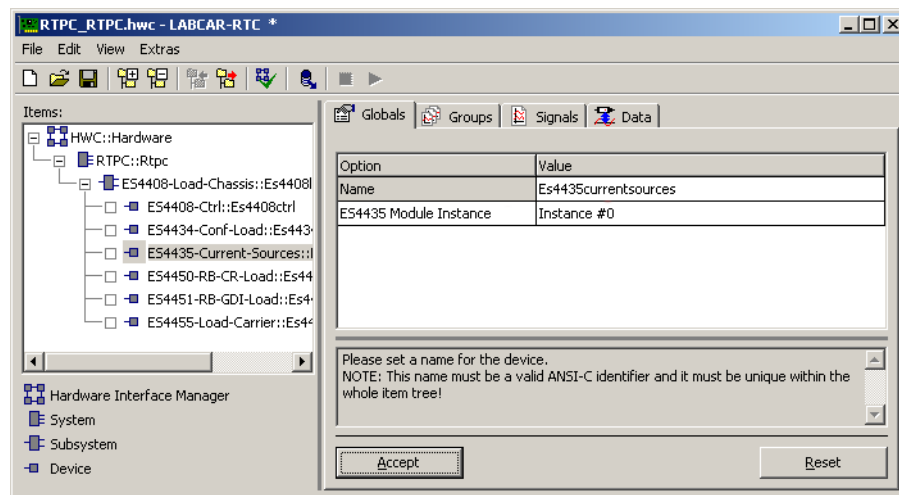 RTPC_RTPC.hwc - LABCAR-RTC *
File Edit View Extras
Items:
HWC::Hardware
RTPC::Rtpc
ES4408-Load-Chassis::Es4408l
ES4408-Ctrl::Es4408ctrl
ES4434-Conf-Load::Es443
ES4435-Current-Sources::
ES4450-RB-CR-Load::Es44
ES4451-RB-GDI-Load::Es4
ES4455-Load-Carrier::Es44
Hardware Interface Manager
System
Subsystem
Device
Globals Groups Signals Data
Option Value
Name Es4435currentsources
ES4435 Module Instance Instance #0
Please set a name for the device.
NOTE: This name must be a valid ANSI-C identifier and it must be unique within the
whole item tree!
Accept Reset